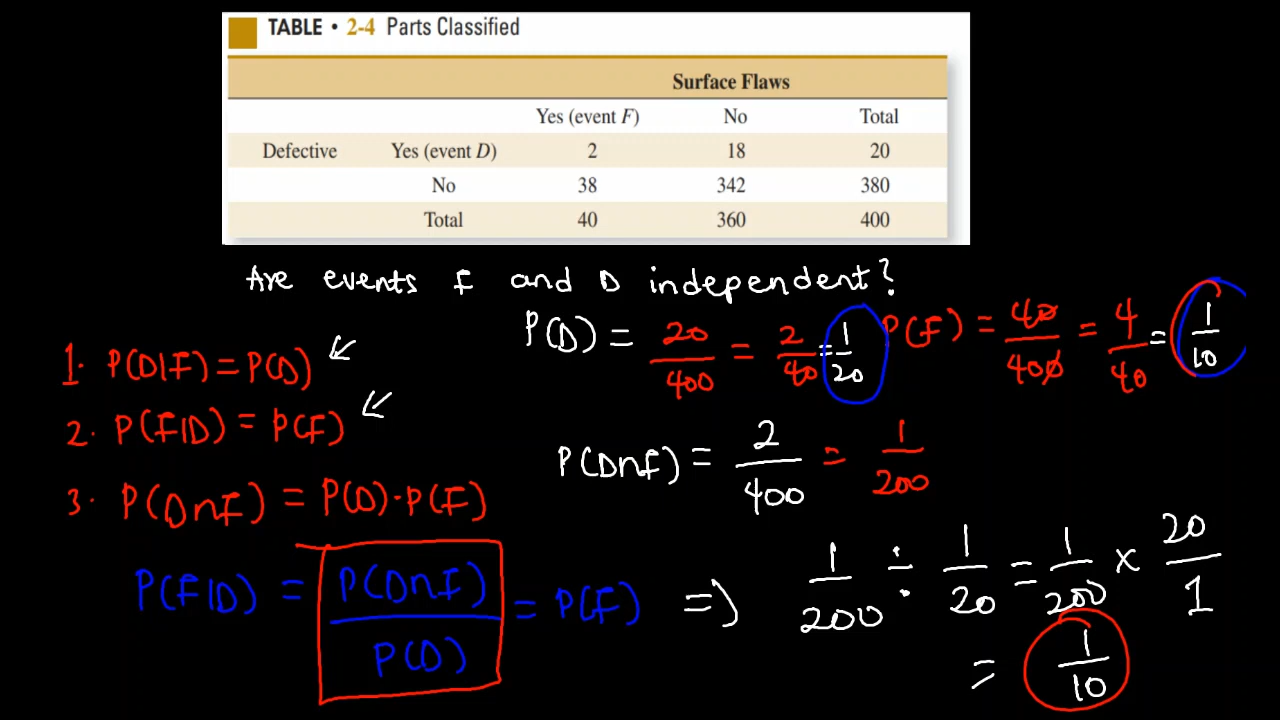 TABLE • 2-4 Parts Classified
Surface Flaws
Yes (event F) No Total
Defective Yes (event D) 2 18 20
No 38 342 380
Total 40 360 400
Are events F and D independent?
P(D) = 20/400 = 2/40 = 1/20 P(F) = 40/400 = 4/40 = 1/10
1. P(D|F) = P(D)
2. P(F|D) = P(F)
3. P(D∩F) = P(D)·P(F)
P(D∩F) = 2/400 = 1/200
P(F|D) = P(D∩F)/P(D) = P(F) => 1/200 ÷ 1/20 = 1/200 × 20/1
= 1/10